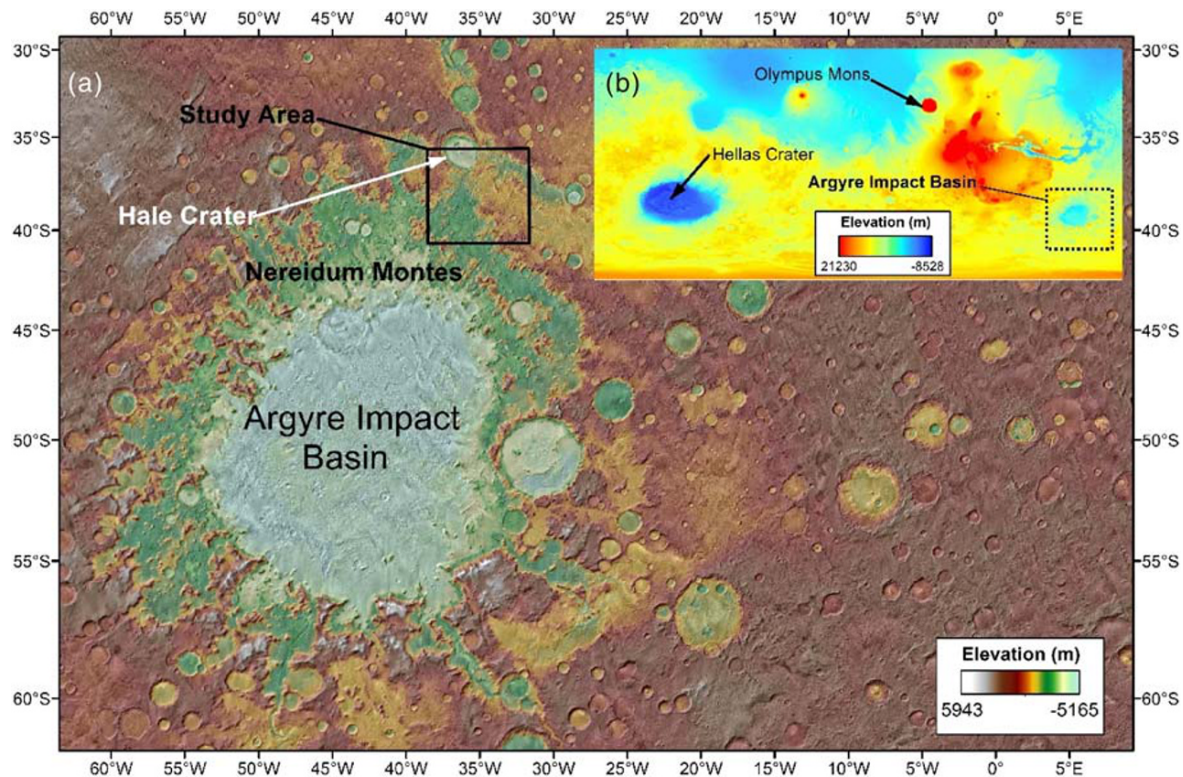 60°W 55°W 50°W 45°W 40°W 35°W 30°W 25°W 20°W 15°W 10°W 5°W 0° 5°E
30°S
30°S
(a)
(b)
Olympus Mons
Study Area
35°S
35°S
Hellas Crater
Argyre Impact Basin
Hale Crater
Elevation (m)
21230 -8528
40°S
40°S
Nereidum Montes
45°S
45°S
Argyre Impact
Basin
50°S
50°S
55°S
55°S
Elevation (m)
5943 -5165
60°S
60°S
60°W 55°W 50°W 45°W 40°W 35°W 30°W 25°W 20°W 15°W 10°W 5°W 0° 5°E